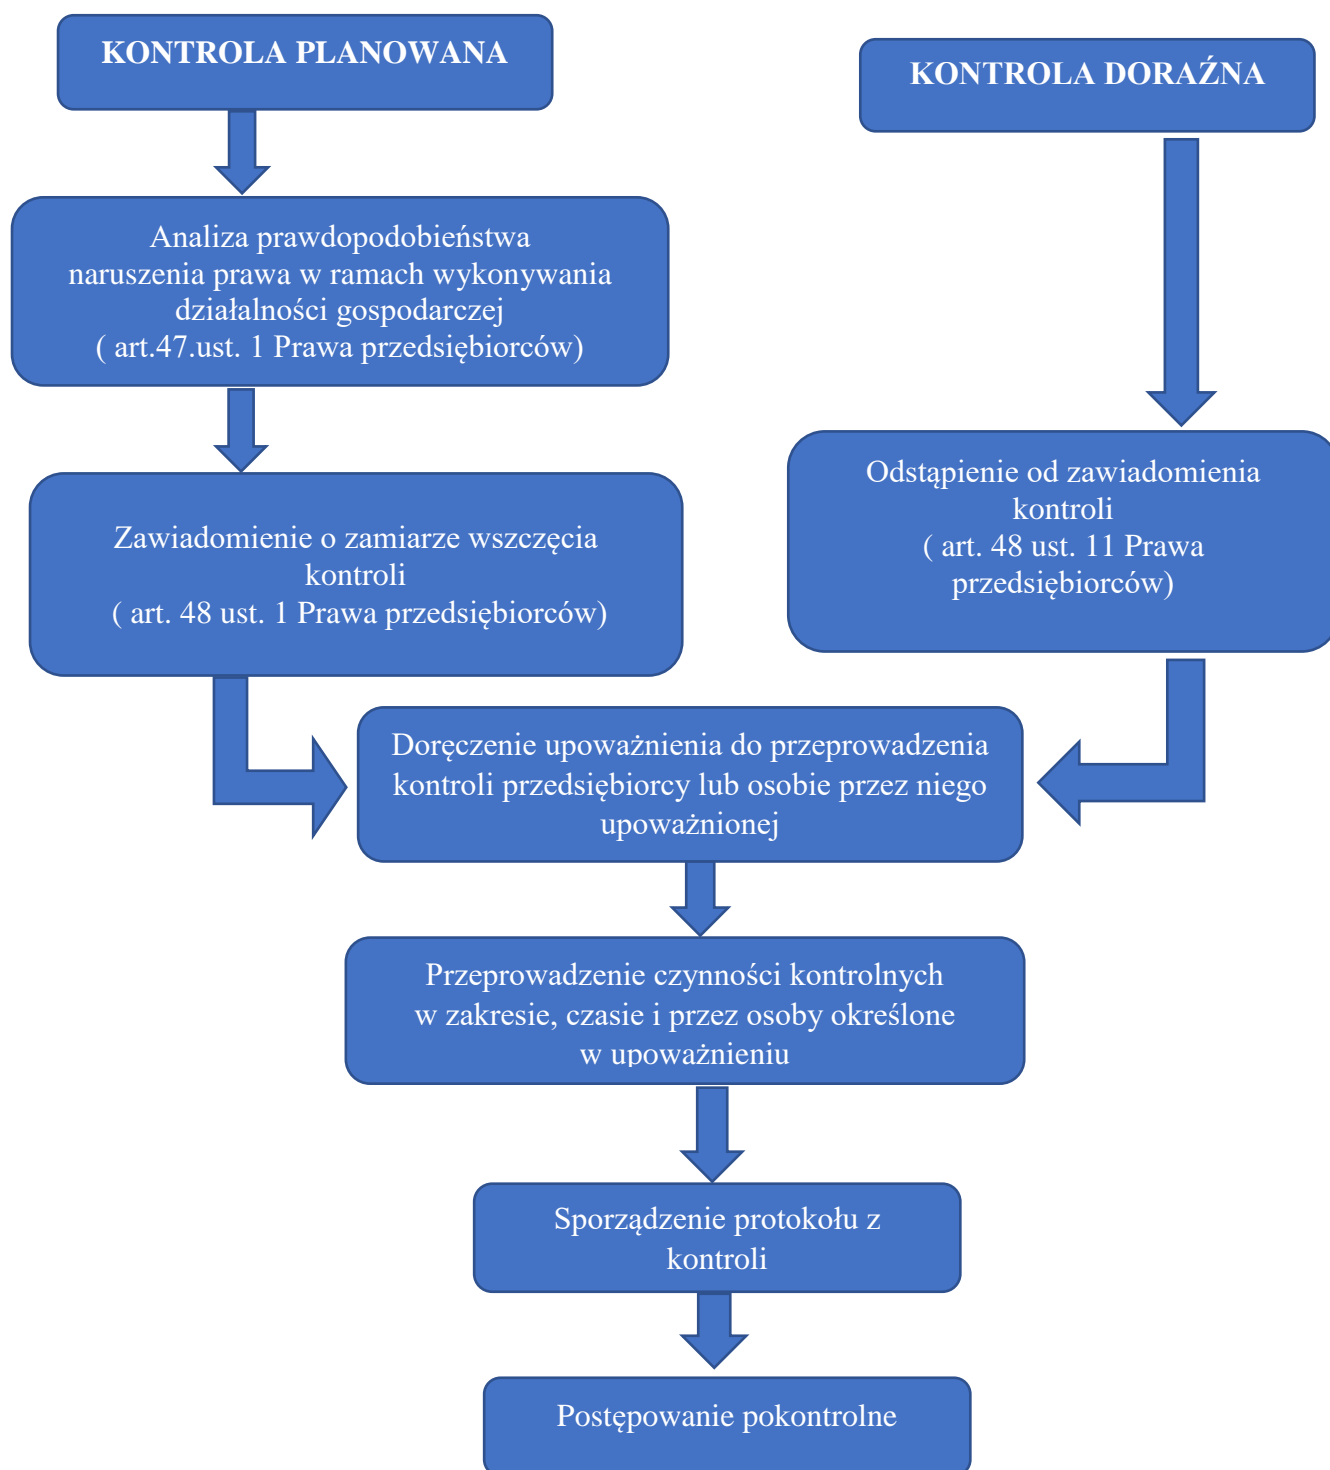 KONTROLA PLANOWANA
KONTROLA DORAŹNA
Analiza prawdopodobieństwa
naruszenia prawa w ramach wykonywania
działalności gospodarczej
( art.47.ust. 1 Prawa przedsiębiorców)
Odstąpienie od zawiadomienia
kontroli
( art. 48 ust. 11 Prawa
przedsiębiorców)
Zawiadomienie o zamiarze wszczęcia
kontroli
( art. 48 ust. 1 Prawa przedsiębiorców)
Doręczenie upoważnienia do przeprowadzenia
kontroli przedsiębiorcy lub osobie przez niego
upoważnionej
Przeprowadzenie czynności kontrolnych
w zakresie, czasie i przez osoby określone
w upoważnieniu
Sporządzenie protokołu z
kontroli
Postępowanie pokontrolne